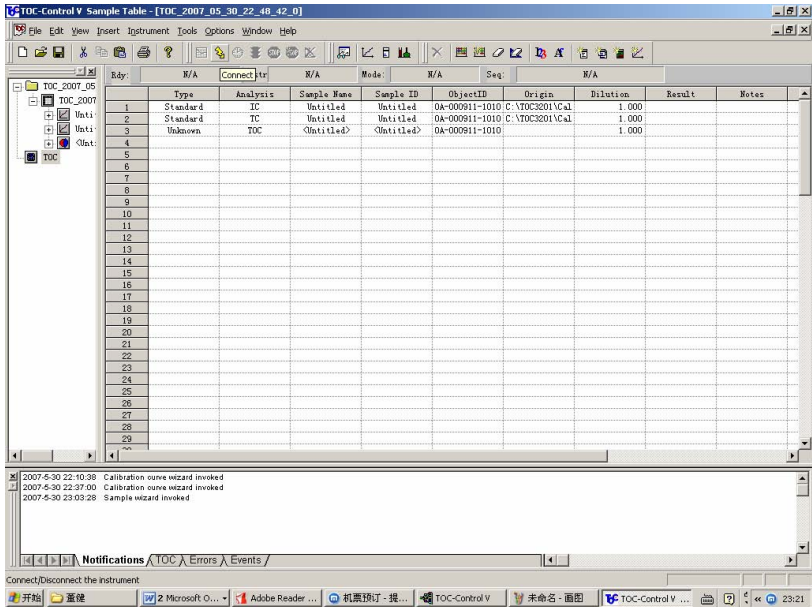 TOC-Control V Sample Table - [TOC_2007_05_30_22_48_42_0]
File Edit View Insert Instrument Tools Options Window Help
Rdy: N/A Connect str N/A Mode: N/A Seq: N/A
TOC_2007_05
TOC_2007
Unti
Unti
<Unt:
TOC
Type Analysis Sample Name Sample ID ObjectID Origin Dilution Result Notes
1 Standard IC Untitled Untitled OA-000911-1010 C:\TOC3201\Cal 1.000
2 Standard TC Untitled Untitled OA-000911-1010 C:\TOC3201\Cal 1.000
3 Unknown TOC <Untitled> <Untitled> OA-000911-1010 1.000
4
5
6
7
8
9
10
11
12
13
14
15
16
17
18
19
20
21
22
23
24
25
26
27
28
29
2007-5-30 22:10:38 Calibration curve wizard invoked
2007-5-30 22:37:00 Calibration curve wizard invoked
2007-5-30 23:03:28 Sample wizard invoked
Notifications TOC Errors Events
Connect/Disconnect the instrument
开始 董健 2 Microsoft O... Adobe Reader ... 机票预订 - 提... TOC-Control V 未命名 - 画图 TOC-Control V ... 23:21